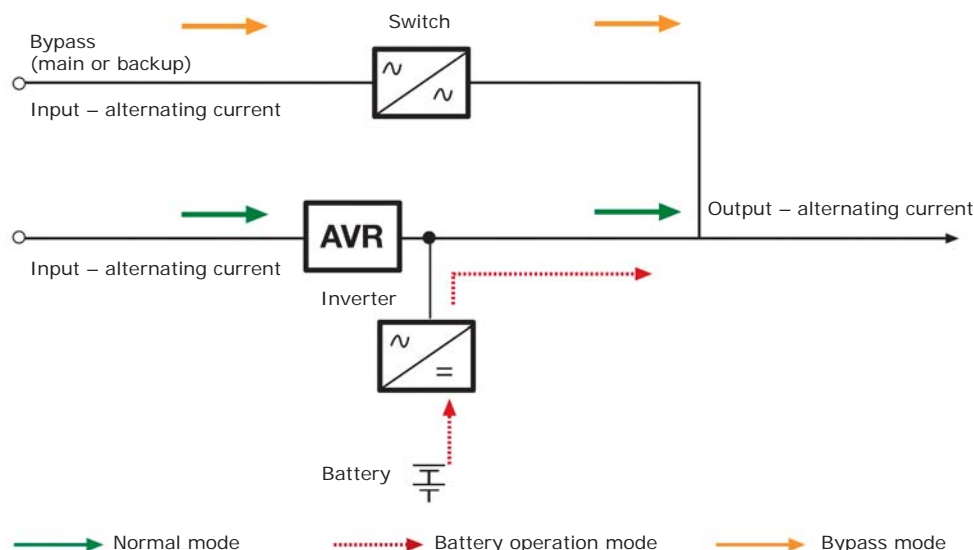 Switch
Bypass
(main or backup)
Input – alternating current
AVR
Output – alternating current
Input – alternating current
Inverter
Battery
Normal mode
Battery operation mode
Bypass mode